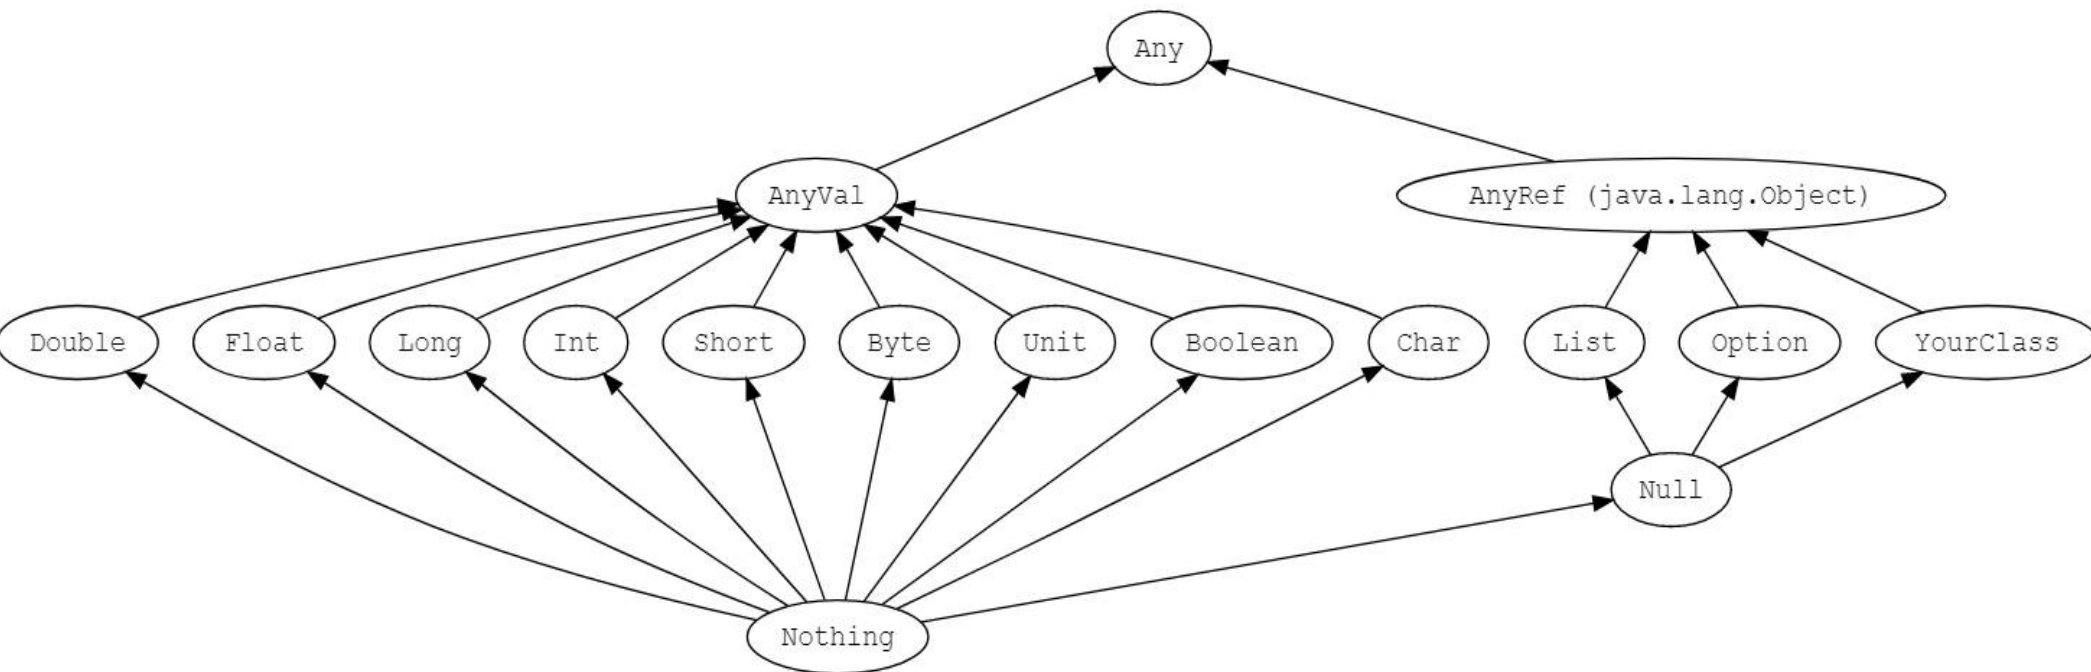 Any
AnyVal
AnyRef (java.lang.Object)
Double
Float
Long
Int
Short
Byte
Unit
Boolean
Char
List
Option
YourClass
Null
Nothing